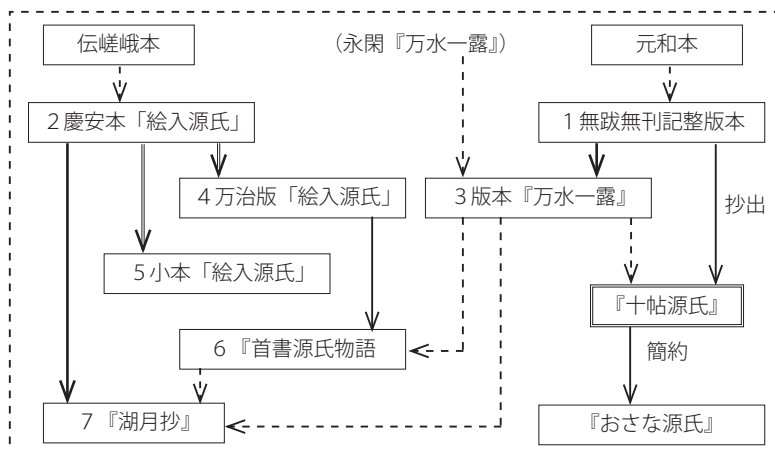 伝嵯峨本
(永閑『万水一露』)
元和本
2 慶安本「絵入源氏」
1 無跋無刊記整版本
4 万治版「絵入源氏」
3 版本『万水一露』
抄出
5 小本「絵入源氏」
『十帖源氏』
6 『首書源氏物語
簡約
7 『湖月抄』
『おさな源氏』